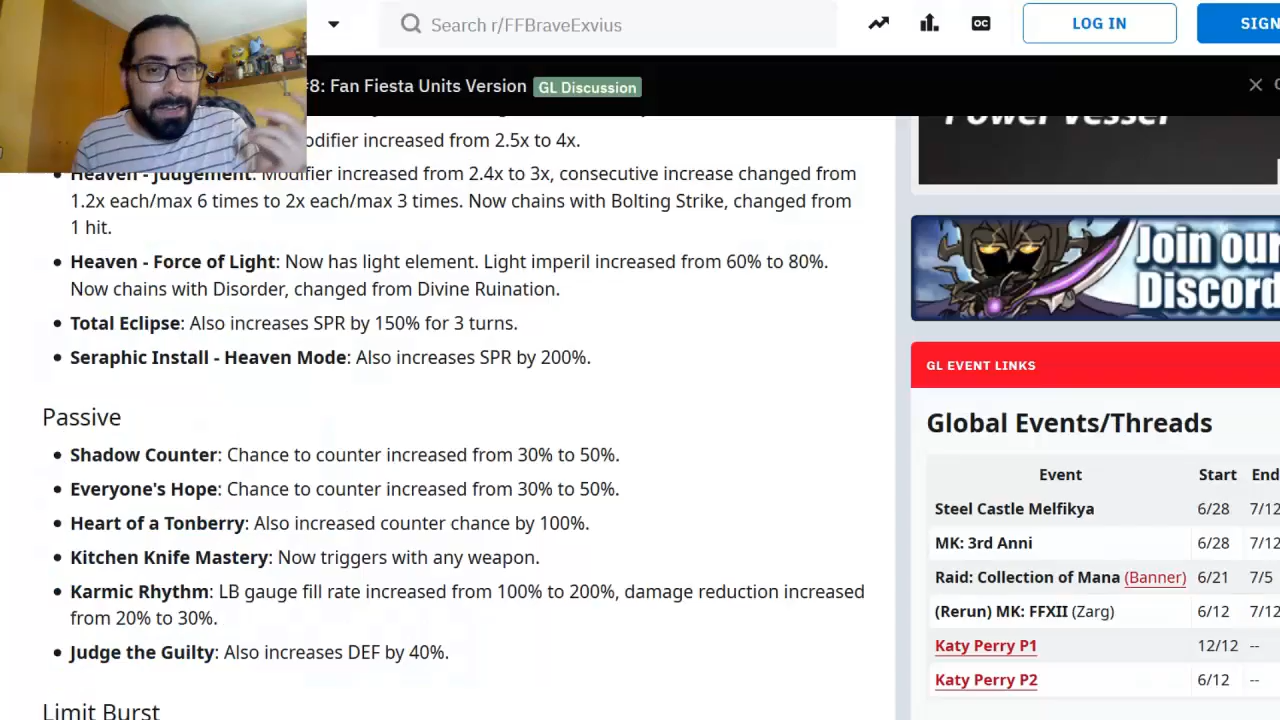 Search r/FFBraveExvius
LOG IN
SIGN
#8: Fan Fiesta Units Version GL Discussion
Modifier increased from 2.5x to 4x.
Power Vessel
Heaven - Judgement: Modifier increased from 2.4x to 3x, consecutive increase changed from
1.2x each/max 6 times to 2x each/max 3 times. Now chains with Bolting Strike, changed from
1 hit.
Heaven - Force of Light: Now has light element. Light imperil increased from 60% to 80%.
Now chains with Disorder, changed from Divine Ruination.
Total Eclipse: Also increases SPR by 150% for 3 turns.
Seraphic Install - Heaven Mode: Also increases SPR by 200%.
Passive
Shadow Counter: Chance to counter increased from 30% to 50%.
Everyone's Hope: Chance to counter increased from 30% to 50%.
Heart of a Tonberry: Also increased counter chance by 100%.
Kitchen Knife Mastery: Now triggers with any weapon.
Karmic Rhythm: LB gauge fill rate increased from 100% to 200%, damage reduction increased
from 20% to 30%.
Judge the Guilty: Also increases DEF by 40%.
Limit Burst
Join our
Discord
GL EVENT LINKS
Global Events/Threads
Event Start End
Steel Castle Melfikya 6/28 7/12
MK: 3rd Anni 6/28 7/12
Raid: Collection of Mana (Banner) 6/21 7/5
(Rerun) MK: FFXII (Zarg) 6/12 7/12
Katy Perry P1 12/12 --
Katy Perry P2 6/12 --